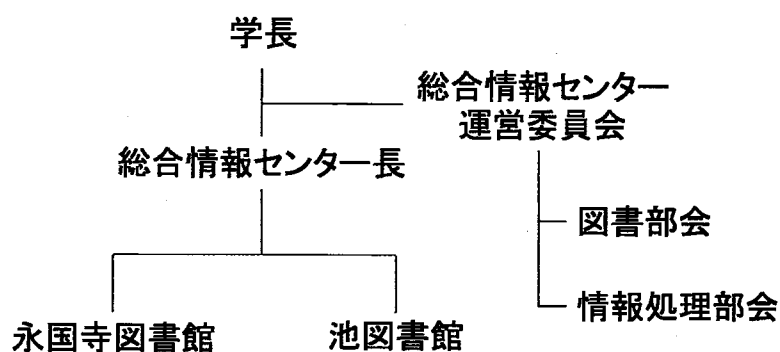 学長
総合情報センター
運営委員会
総合情報センター長
図書部会
情報処理部会
永国寺図書館
池図書館